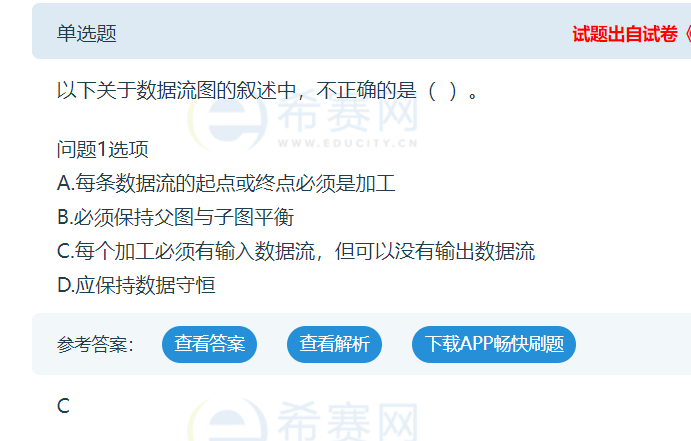 单选题
试题出自试卷《
以下关于数据流图的叙述中，不正确的是（  ）。
希赛网
WWW.EDUCITY.CN
问题1选项
A.每条数据流的起点或终点必须是加工
B.必须保持父图与子图平衡
C.每个加工必须有输入数据流，但可以没有输出数据流
D.应保持数据守恒
参考答案： 查看答案 查看解析 下载APP畅快刷题
C
希赛网